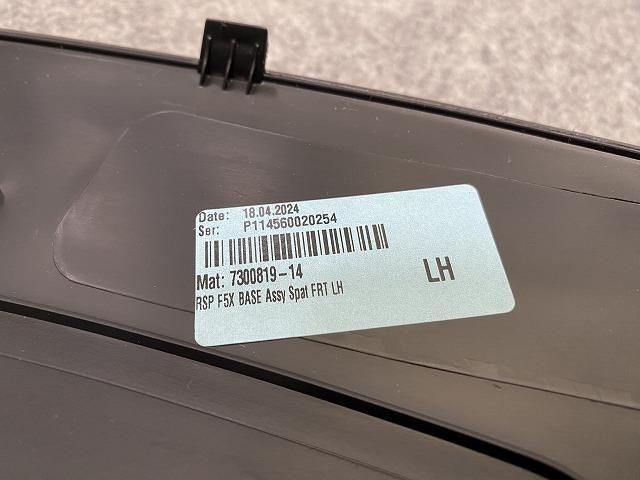 Date: 18.04.2024
Ser: P114560020254
Mat: 7300819-14
RSP F5X BASE Assy Spat FRT LH
LH